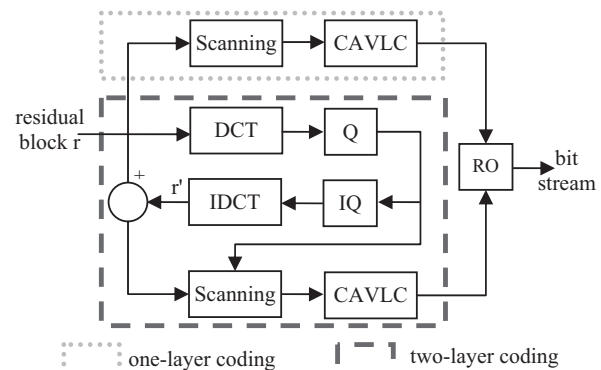 Scanning
CAVLC
residual
block r
DCT
Q
RO
bit
stream
+
r'
IDCT
IQ
Scanning
CAVLC
one-layer coding
two-layer coding